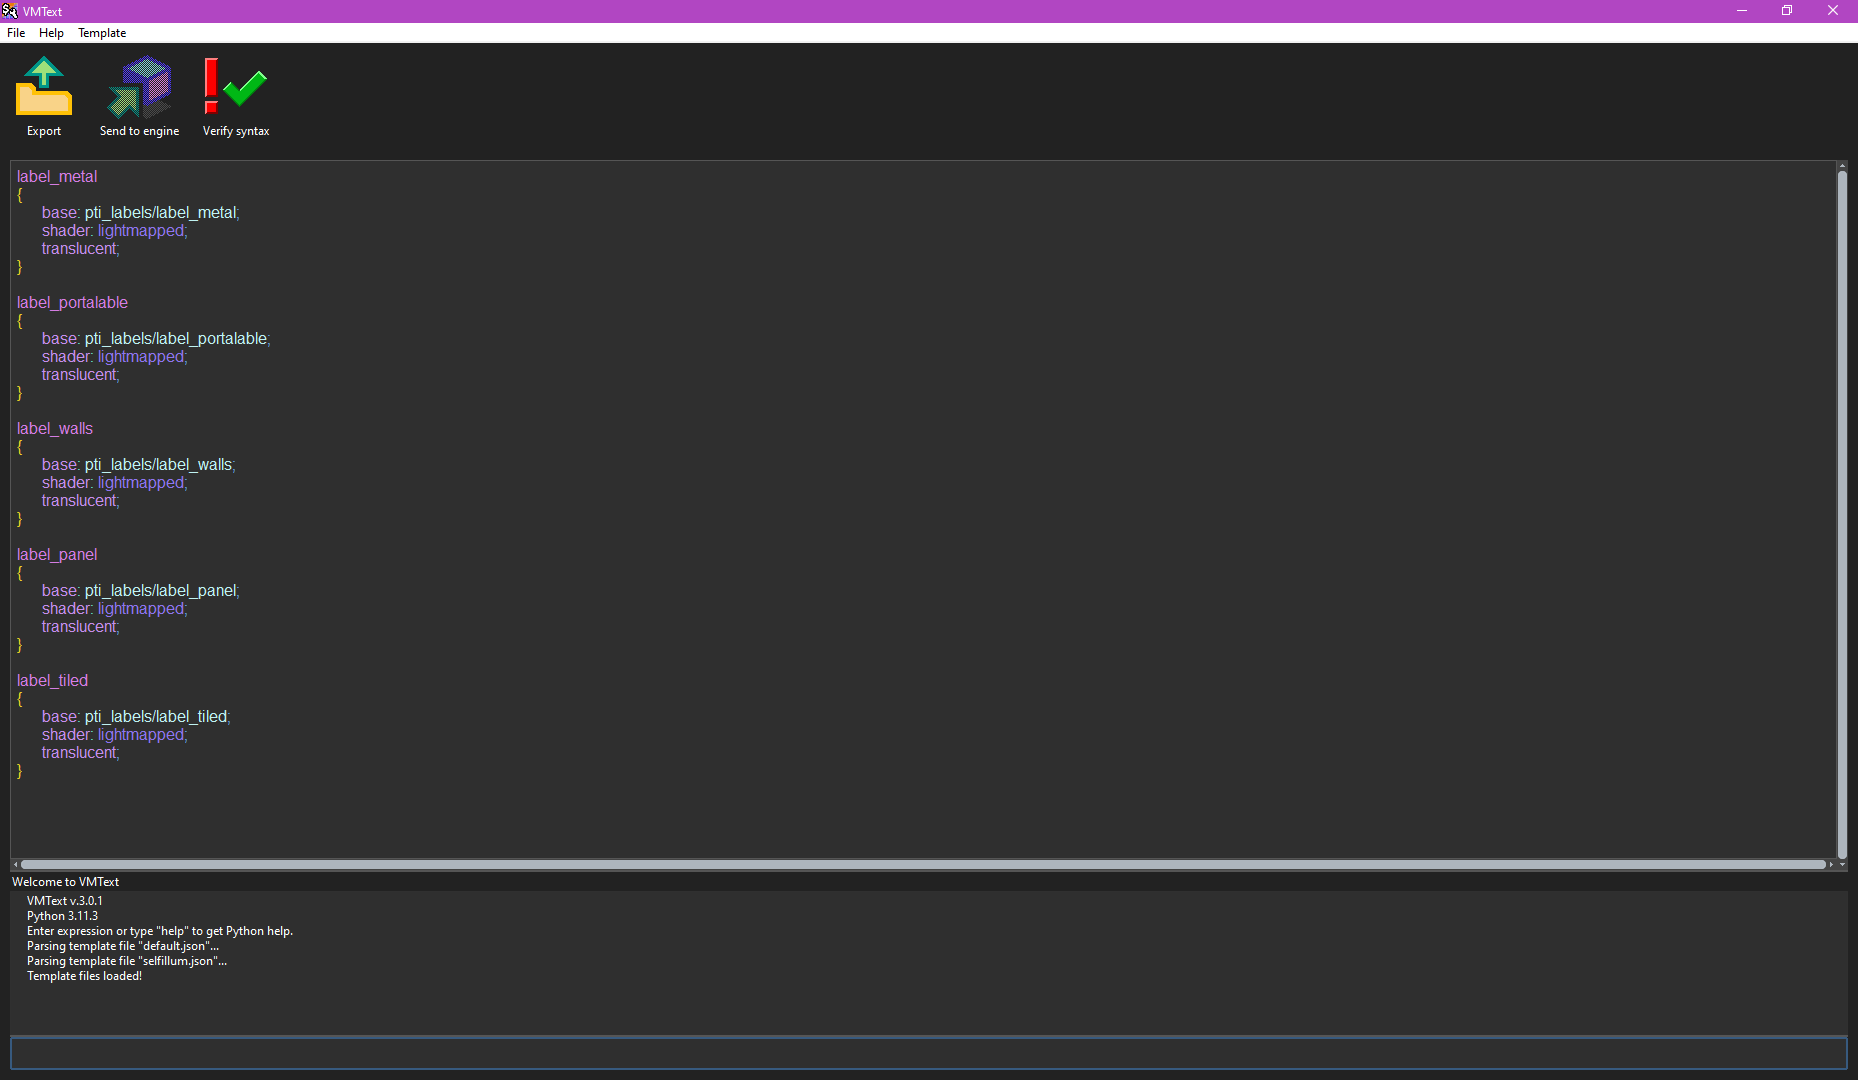 VMText
File Help Template
Export Send to engine Verify syntax
label_metal
{
base: pti_labels/label_metal;
shader: lightmapped;
translucent;
}
label_portalable
{
base: pti_labels/label_portalable;
shader: lightmapped;
translucent;
}
label_walls
{
base: pti_labels/label_walls;
shader: lightmapped;
translucent;
}
label_panel
{
base: pti_labels/label_panel;
shader: lightmapped;
translucent;
}
label_tiled
{
base: pti_labels/label_tiled;
shader: lightmapped;
translucent;
}
Welcome to VMText
VMText v.3.0.1
Python 3.11.3
Enter expression or type "help" to get Python help.
Parsing template file "default.json"...
Parsing template file "selfillum.json"...
Template files loaded!